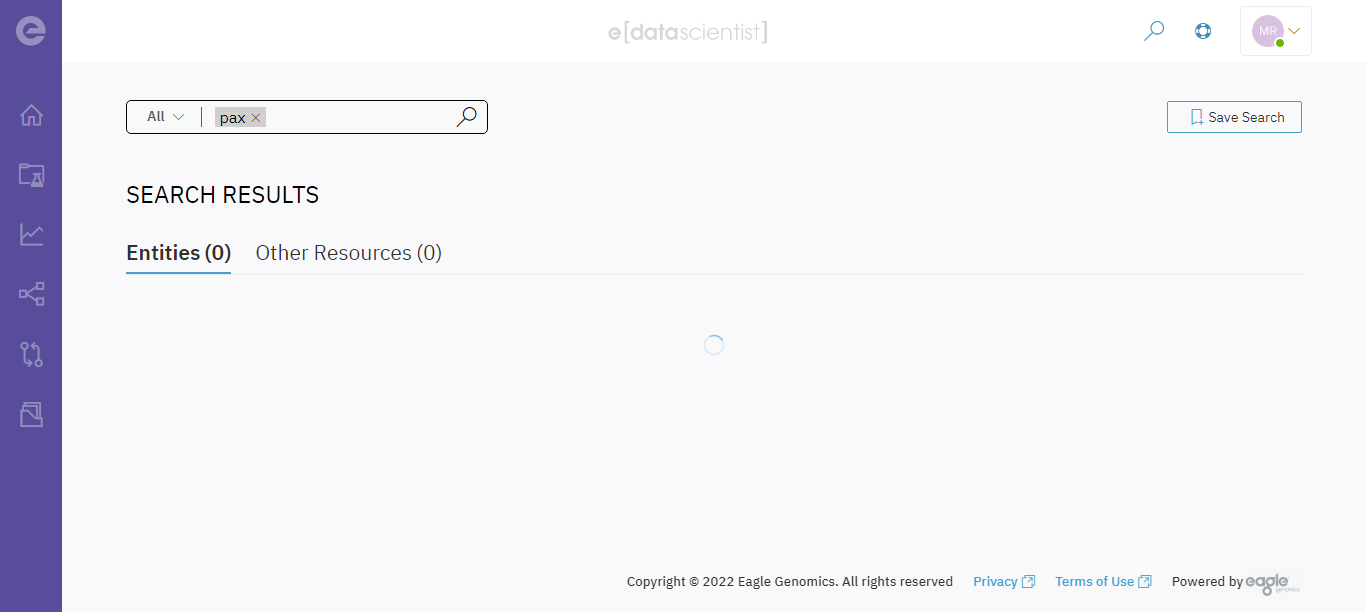 e
e[datascientist]
MR
All
pax ×
Save Search
SEARCH RESULTS
Entities (0) Other Resources (0)
Copyright © 2022 Eagle Genomics. All rights reserved Privacy Terms of Use Powered by eagle genomics